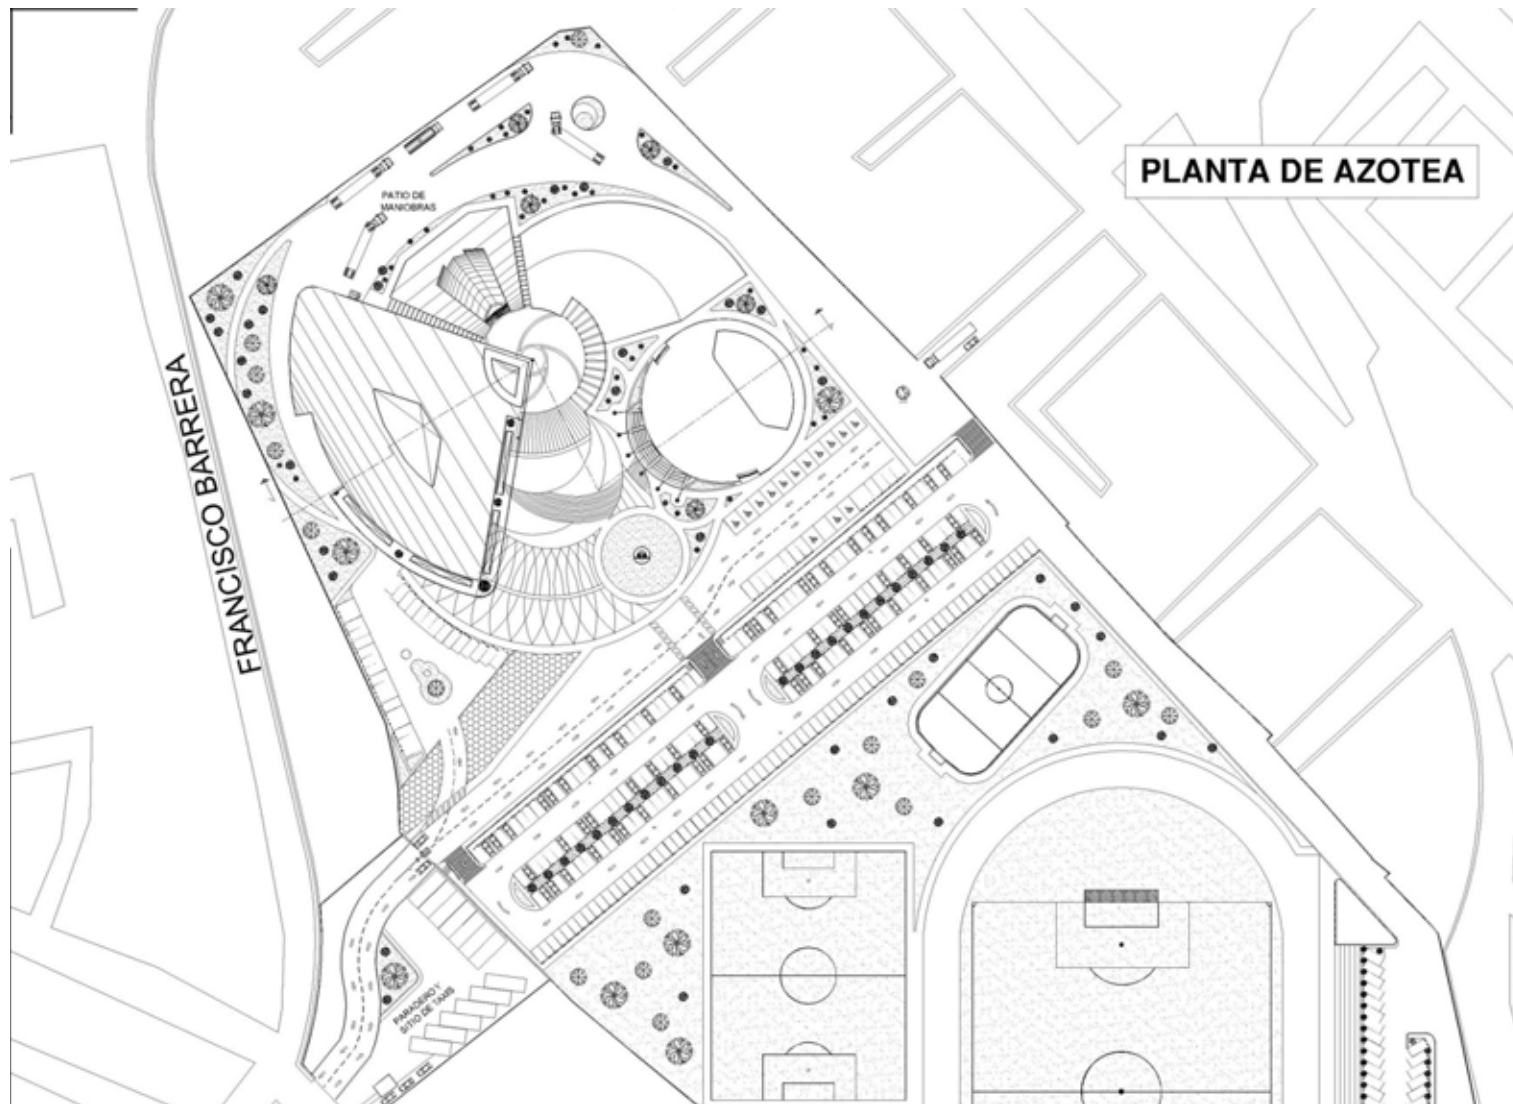 PLANTA DE AZOTEA
PATIO DE
MANIOBRAS
FRANCISCO BARRERA
PARADERO Y
SITIO DE TAXIS